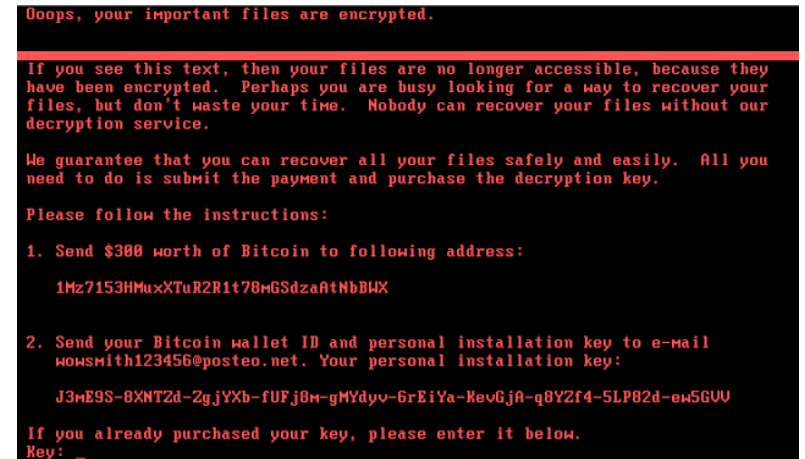 Ooops, your important files are encrypted.
If you see this text, then your files are no longer accessible, because they
have been encrypted.  Perhaps you are busy looking for a way to recover your
files, but don't waste your time.  Nobody can recover your files without our
decryption service.
We guarantee that you can recover all your files safely and easily.  All you
need to do is submit the payment and purchase the decryption key.
Please follow the instructions:
1. Send $300 worth of Bitcoin to following address:
1Mz7153HMuxXTuR2R1t78mGSdzaAtNbBWX
2. Send your Bitcoin wallet ID and personal installation key to e-mail
wowsmith123456@posteo.net. Your personal installation key:
J3mE9S-8XNTZd-ZgjYXb-fUFj8m-gMYdyv-6rEiYa-KevGjA-q8YZf4-5LP82d-ew5GVV
If you already purchased your key, please enter it below.
Key: _